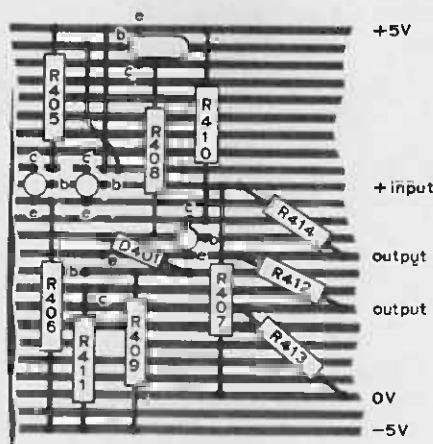 e
+5V
b
c
R405
R408
R410
c
c
b
b
+input
e
e
c
R414
b
D401
e
output
e
b
R406
R412
c
output
R407
R409
R411
R413
0V
-5V